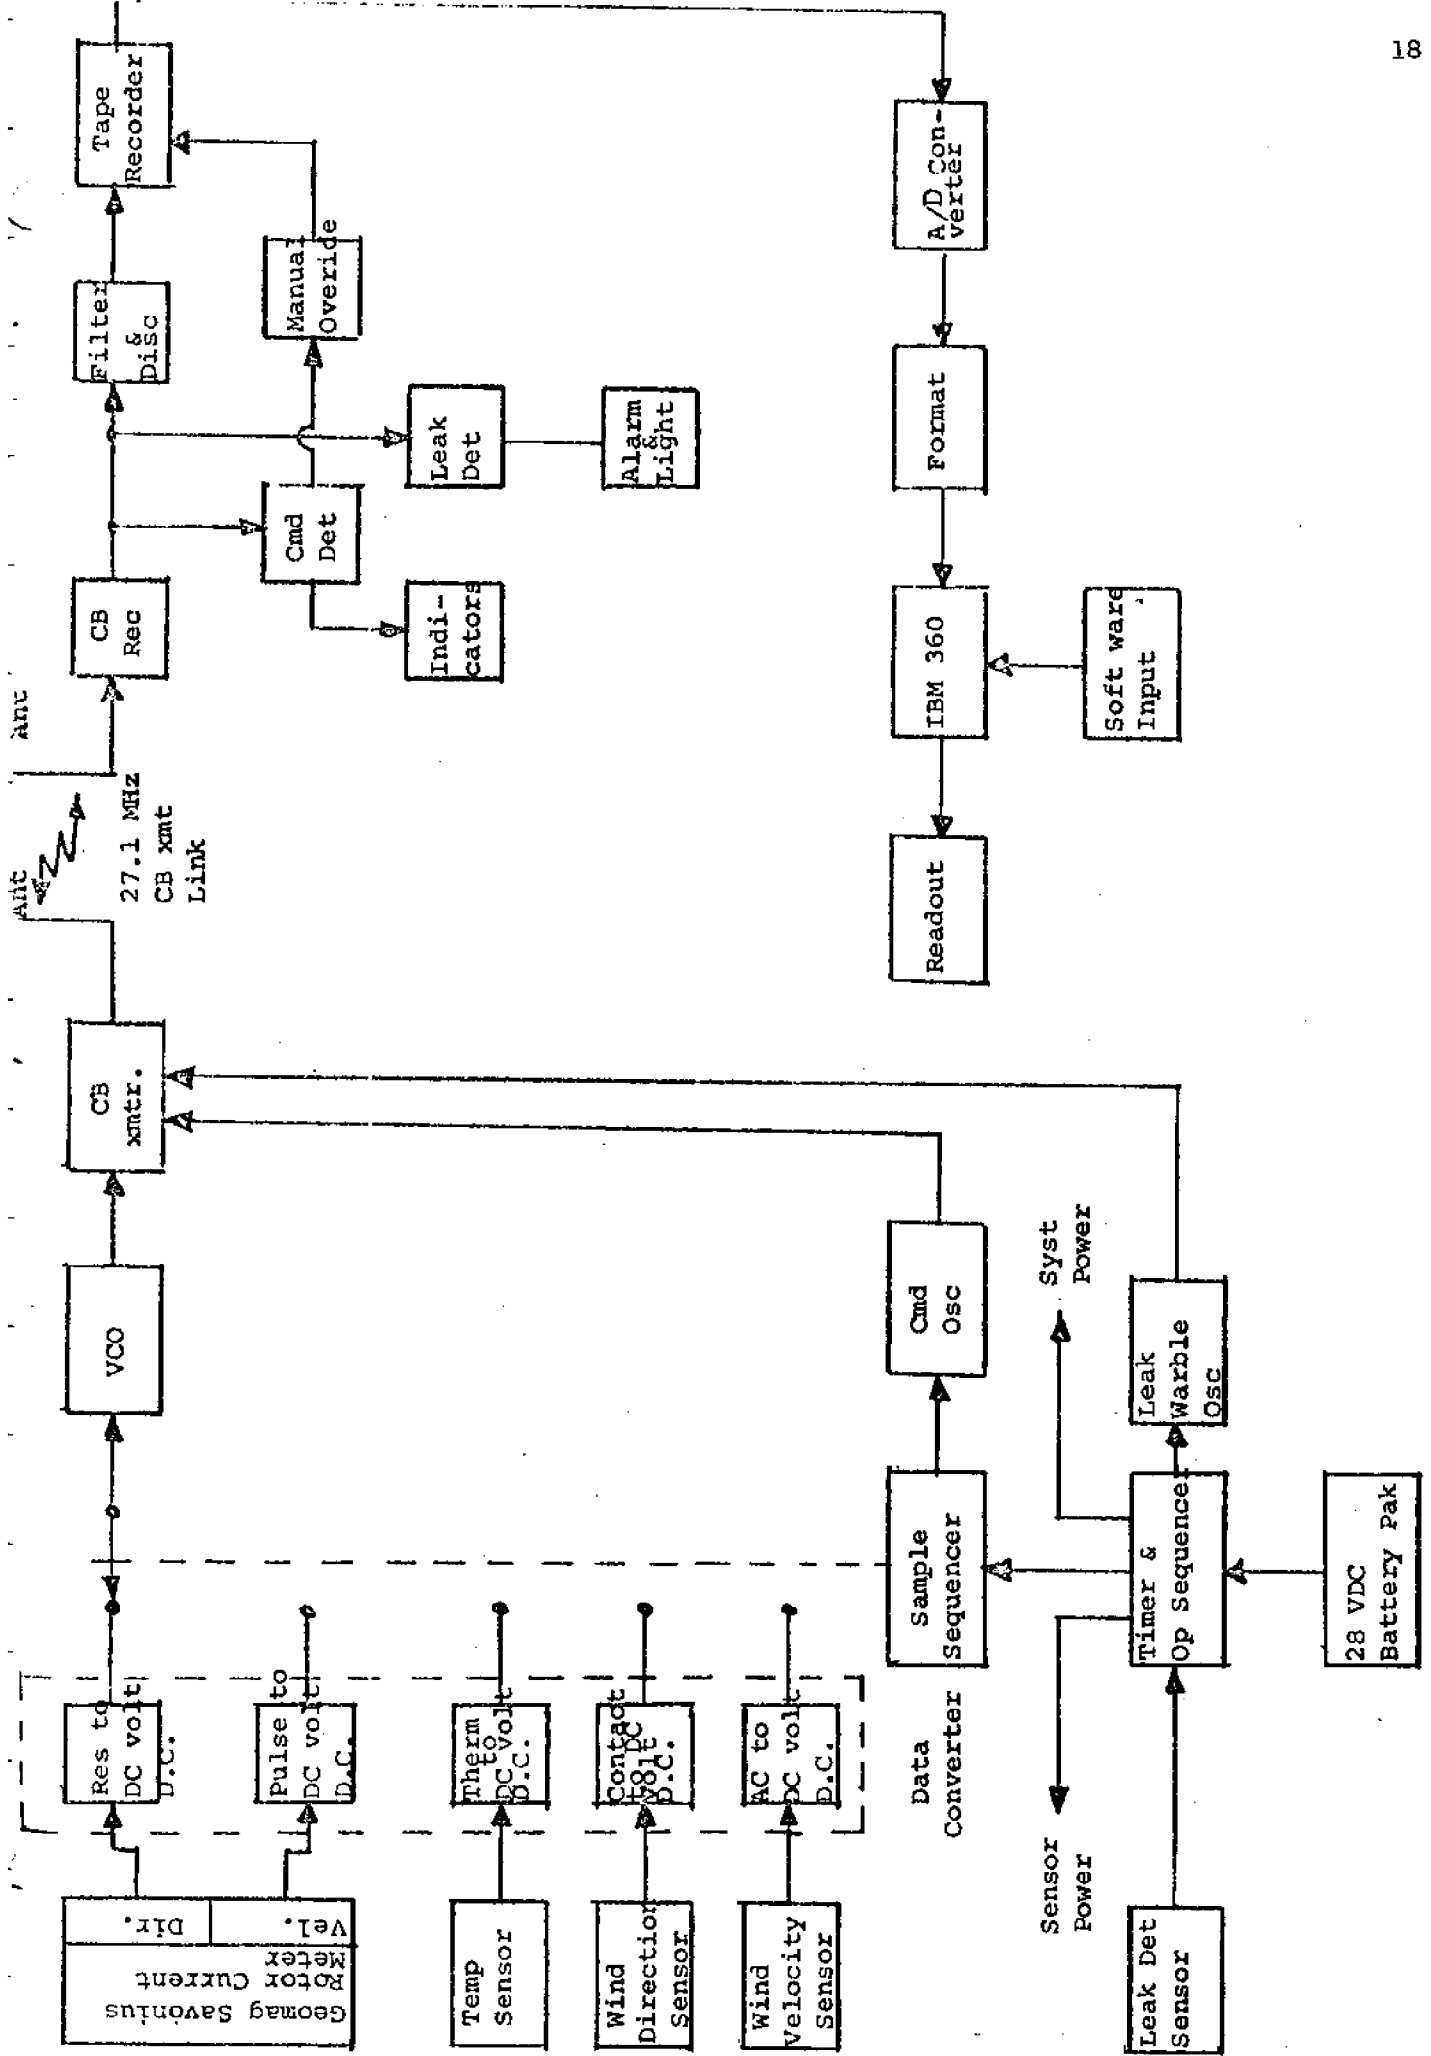 18
Geomag Savonius
Rotor Current
Meter
Dir.
Vel.
Temp
Sensor
Wind
Direction
Sensor
Wind
Velocity
Sensor
Leak Det
Sensor
Res to
DC volt
D.C.
Pulse to
DC volt
D.C.
Therm
to
DC volt
D.C.
Contact
to DC
volt
D.C.
AC to
DC volt
D.C.
Data
Converter
Sensor
Power
Sample
Sequencer
Timer &
Op Sequencer
28 VDC
Battery Pak
VCO
Cmd
Osc
Syst
Power
Leak
Warble
Osc
CB
xmtr.
Ant
27.1 MHz
CB xmt
Link
Ant
CB
Rec
Filter
&
Disc
Tape
Recorder
Cmd
Det
Manual
Overide
Indi-
cators
Leak
Det
Alarm
&
Light
A/D Con-
verter
Format
IBM 360
Soft ware
Input
Readout